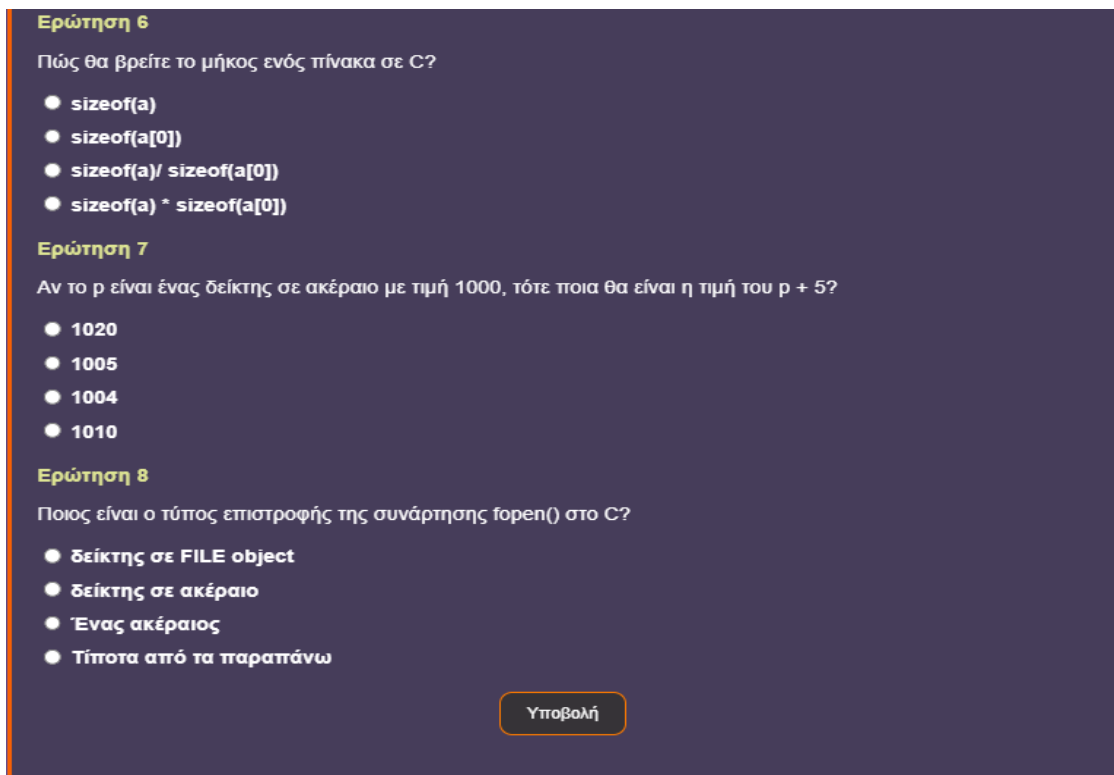 Ερώτηση 6
Πώς θα βρείτε το μήκος ενός πίνακα σε C?
sizeof(a)
sizeof(a[0])
sizeof(a)/ sizeof(a[0])
sizeof(a) * sizeof(a[0])
Ερώτηση 7
Αν το p είναι ένας δείκτης σε ακέραιο με τιμή 1000, τότε ποια θα είναι η τιμή του p + 5?
1020
1005
1004
1010
Ερώτηση 8
Ποιος είναι ο τύπος επιστροφής της συνάρτησης fopen() στο C?
δείκτης σε FILE object
δείκτης σε ακέραιο
Ένας ακέραιος
Τίποτα από τα παραπάνω
Υποβολή